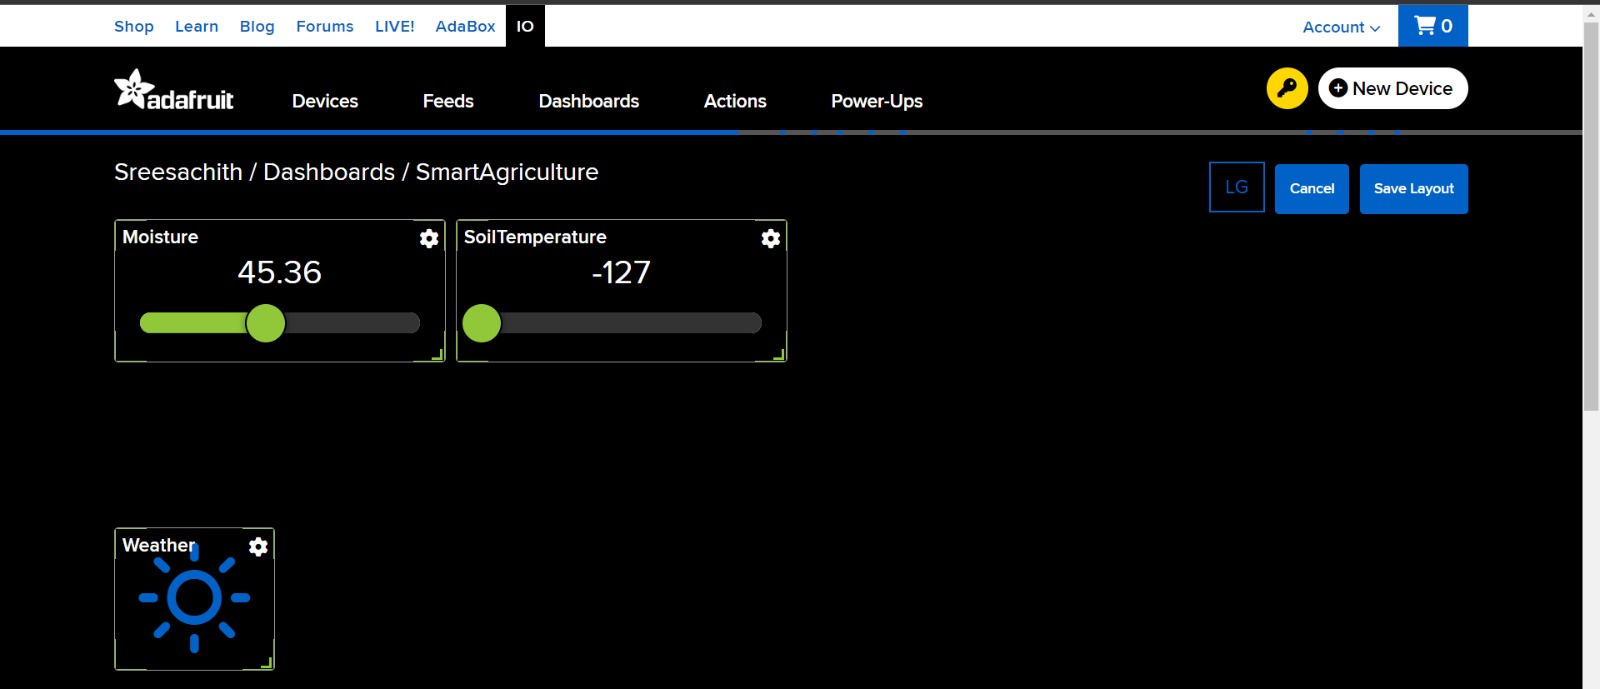 Shop Learn Blog Forums LIVE! AdaBox IO Account 0
adafruit Devices Feeds Dashboards Actions Power-Ups New Device
Sreesachith / Dashboards / SmartAgriculture LG Cancel Save Layout
Moisture SoilTemperature
45.36 -127
Weather